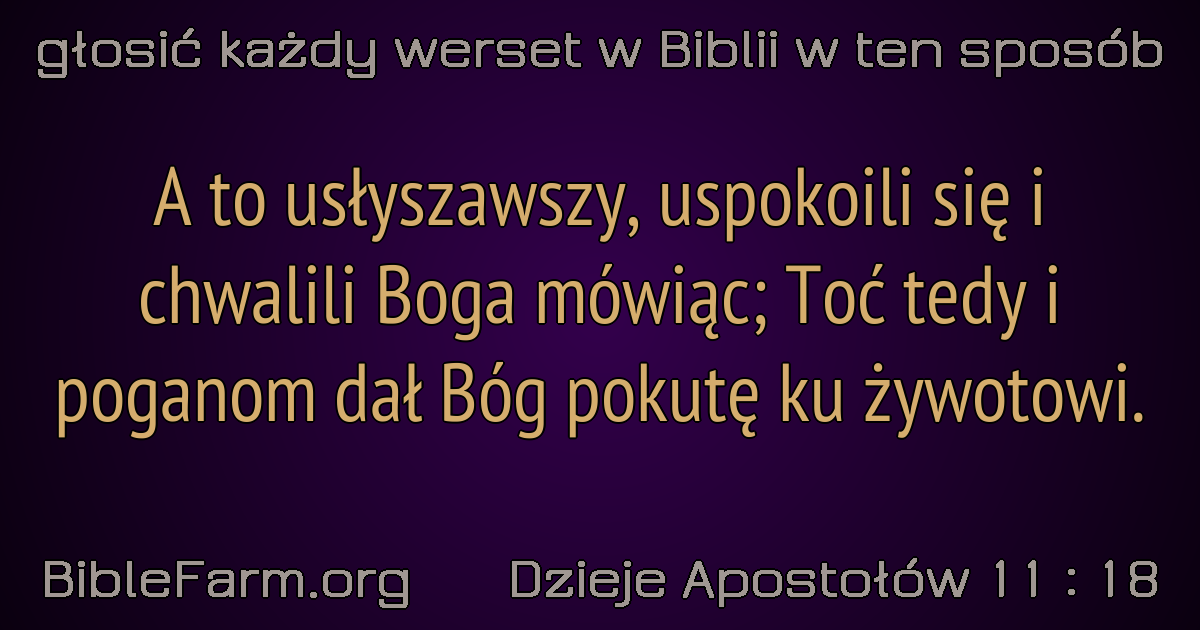 głosić każdy werset w Biblii w ten sposób
A to usłyszawszy, uspokoili się i
chwalili Boga mówiąc; Toć tedy i
poganom dał Bóg pokutę ku żywotowi.
BibleFarm.org
Dzieje Apostołów 11 : 18